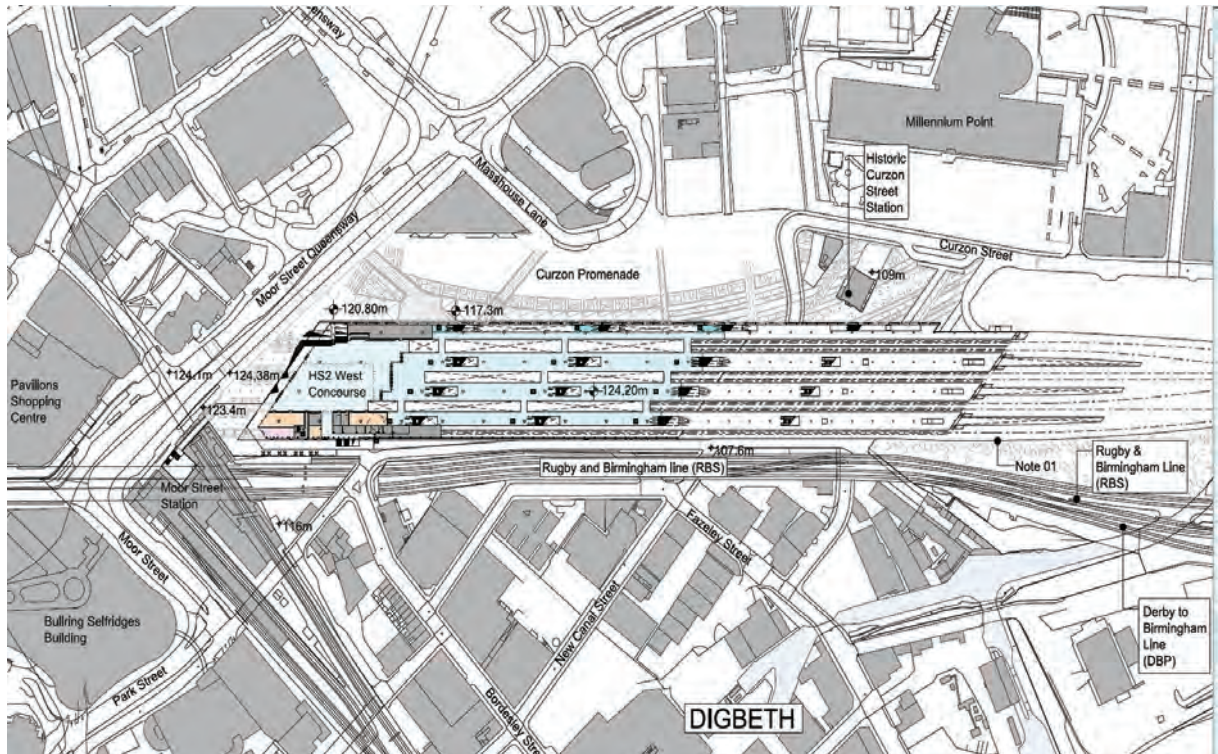 Millennium Point
Historic
Curzon
Street
Station
Masshouse Lane
Moor Street Queensway
Curzon Street
Curzon Promenade
109m
120.80m
117.3m
124.1m
124.38m
HS2 West
Concourse
124.20m
Pavilions
Shopping
Centre
123.4m
107.6m
Rugby and Birmingham line (RBS)
Note 01
Rugby &
Birmingham Line
(RBS)
Moor Street
Station
116m
Fazeley Street
Moor Street
New Canal Street
Bullring Selfridges
Building
Derby to
Birmingham
Line
(DBP)
Park Street
Bordesley Street
DIGBETH